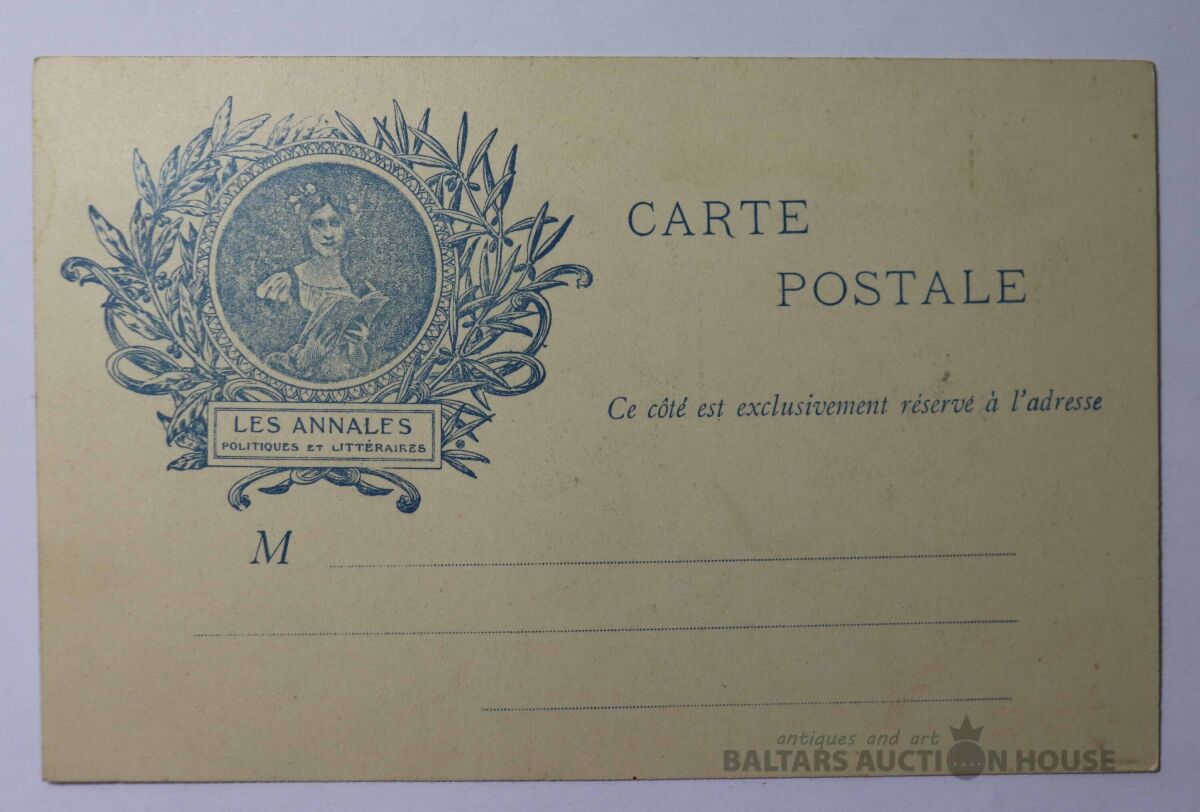 CARTE
POSTALE
Ce côté est exclusivement réservé à l'adresse
LES ANNALES
POLITIQUES ET LITTÉRAIRES
M
antiques and art
BALTARS AUCTION HOUSE